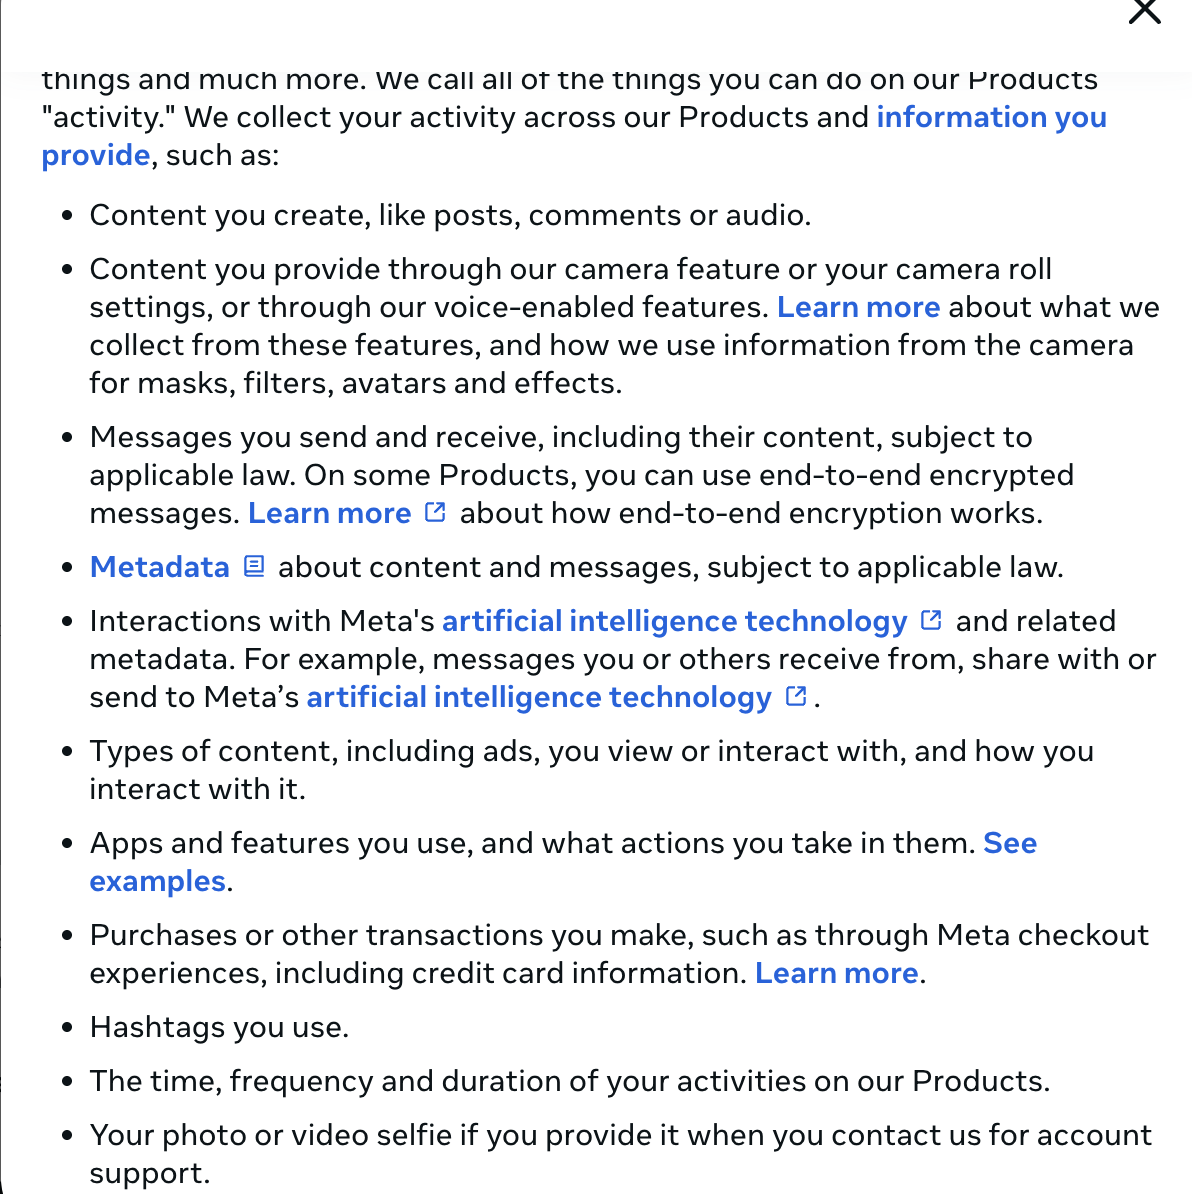 things and much more. We call all of the things you can do on our Products
"activity." We collect your activity across our Products and information you
provide, such as:
• Content you create, like posts, comments or audio.
• Content you provide through our camera feature or your camera roll
settings, or through our voice-enabled features. Learn more about what we
collect from these features, and how we use information from the camera
for masks, filters, avatars and effects.
• Messages you send and receive, including their content, subject to
applicable law. On some Products, you can use end-to-end encrypted
messages. Learn more about how end-to-end encryption works.
• Metadata about content and messages, subject to applicable law.
• Interactions with Meta's artificial intelligence technology and related
metadata. For example, messages you or others receive from, share with or
send to Meta’s artificial intelligence technology .
• Types of content, including ads, you view or interact with, and how you
interact with it.
• Apps and features you use, and what actions you take in them. See
examples.
• Purchases or other transactions you make, such as through Meta checkout
experiences, including credit card information. Learn more.
• Hashtags you use.
• The time, frequency and duration of your activities on our Products.
• Your photo or video selfie if you provide it when you contact us for account
support.